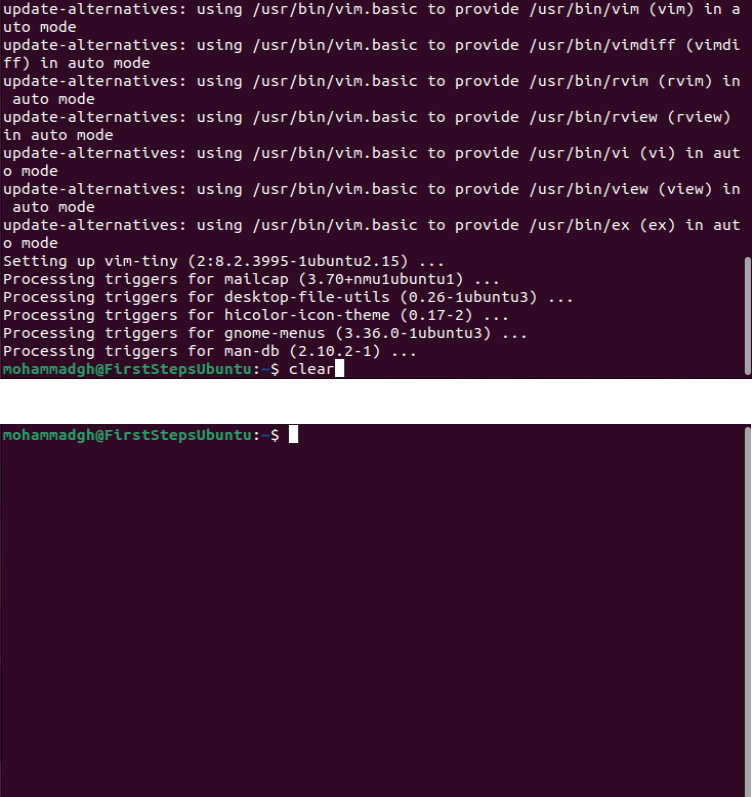 update-alternatives: using /usr/bin/vim.basic to provide /usr/bin/vim (vim) in a
uto mode
update-alternatives: using /usr/bin/vim.basic to provide /usr/bin/vimdiff (vimdi
ff) in auto mode
update-alternatives: using /usr/bin/vim.basic to provide /usr/bin/rvim (rvim) in
 auto mode
update-alternatives: using /usr/bin/vim.basic to provide /usr/bin/rview (rview)
in auto mode
update-alternatives: using /usr/bin/vim.basic to provide /usr/bin/vi (vi) in aut
o mode
update-alternatives: using /usr/bin/vim.basic to provide /usr/bin/view (view) in
 auto mode
update-alternatives: using /usr/bin/vim.basic to provide /usr/bin/ex (ex) in aut
o mode
Setting up vim-tiny (2:8.2.3995-1ubuntu2.15) ...
Processing triggers for mailcap (3.70+nmu1ubuntu1) ...
Processing triggers for desktop-file-utils (0.26-1ubuntu3) ...
Processing triggers for hicolor-icon-theme (0.17-2) ...
Processing triggers for gnome-menus (3.36.0-1ubuntu3) ...
Processing triggers for man-db (2.10.2-1) ...
mohammadgh@FirstStepsUbuntu:~$ clear
mohammadgh@FirstStepsUbuntu:~$